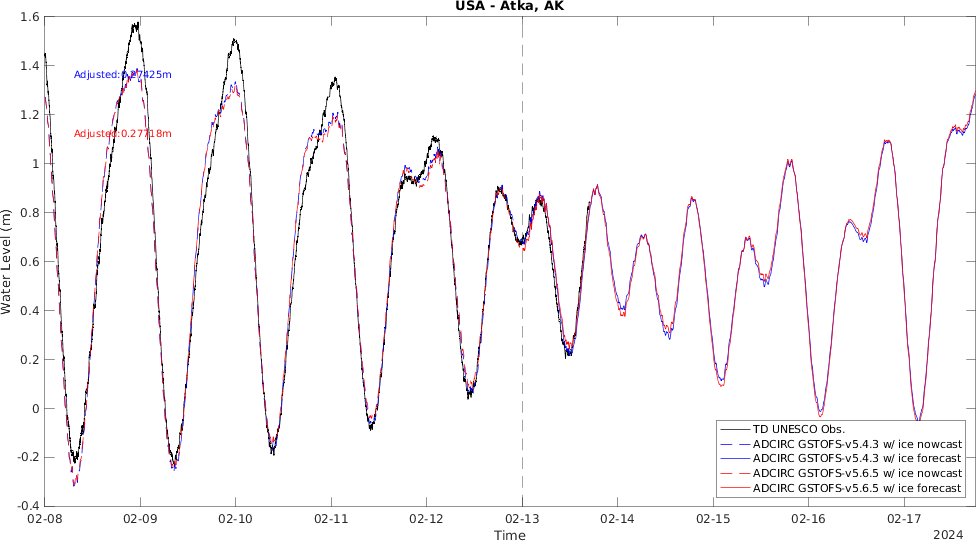 USA - Atka, AK
1.6
1.4
1.2
1
0.8
0.6
0.4
0.2
0
-0.2
-0.4
Water Level (m)
Adjusted:0.27425m
Adjusted:0.27718m
TD UNESCO Obs.
ADCIRC GSTOFS-v5.4.3 w/ ice nowcast
ADCIRC GSTOFS-v5.4.3 w/ ice forecast
ADCIRC GSTOFS-v5.6.5 w/ ice nowcast
ADCIRC GSTOFS-v5.6.5 w/ ice forecast
02-08 02-09 02-10 02-11 02-12 02-13 02-14 02-15 02-16 02-17
Time
2024